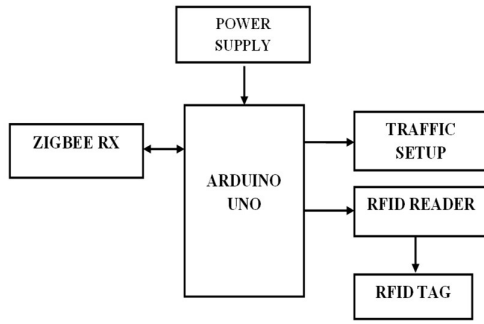 POWER
SUPPLY
ZIGBEE RX
ARDUINO
UNO
TRAFFIC
SETUP
RFID READER
RFID TAG